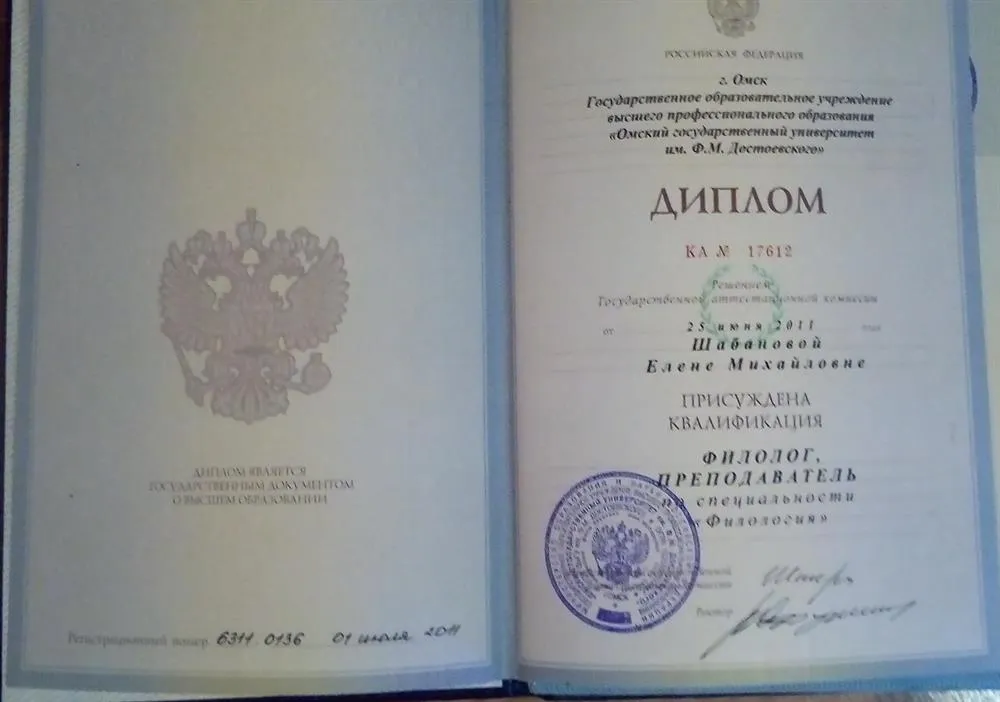 ДИПЛОМ ЯВЛЯЕТСЯ
ГОСУДАРСТВЕННЫМ ДОКУМЕНТОМ
О ВЫСШЕМ ОБРАЗОВАНИИ
Регистрационный номер 6311 0136 01 июля 2011
РОССИЙСКАЯ ФЕДЕРАЦИЯ
г. Омск
Государственное образовательное учреждение
высшего профессионального образования
«Омский государственный университет
им. Ф.М. Достоевского»
ДИПЛОМ
КА № 17612
Решением
Государственной аттестационной комиссии
от 25 июня 2011 года
Шабановой
Елене Михайловне
ПРИСУЖДЕНА
КВАЛИФИКАЦИЯ
ФИЛОЛОГ,
ПРЕПОДАВАТЕЛЬ
по специальности
«Филология»
Ректор